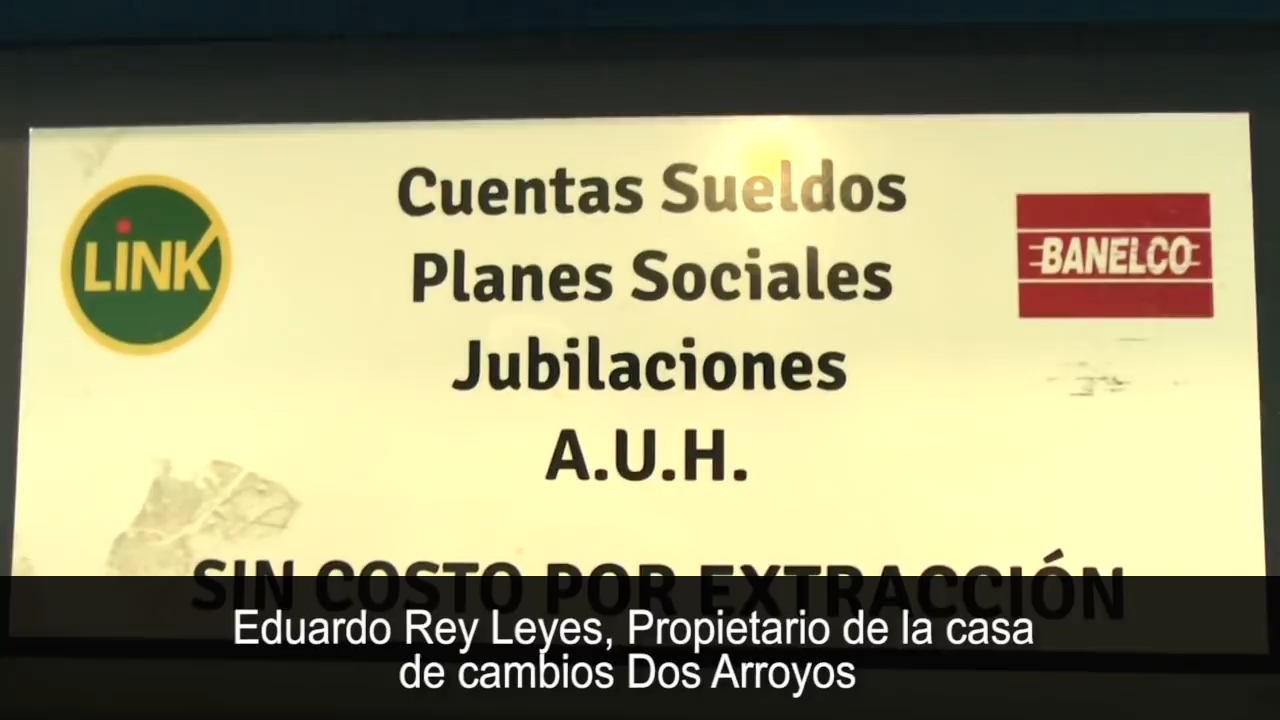 LINK
Cuentas Sueldos
BANELCO
Planes Sociales
Jubilaciones
A.U.H.
SIN COSTO POR EXTRACCIÓN
Eduardo Rey Leyes, Propietario de la casa
de cambios Dos Arroyos